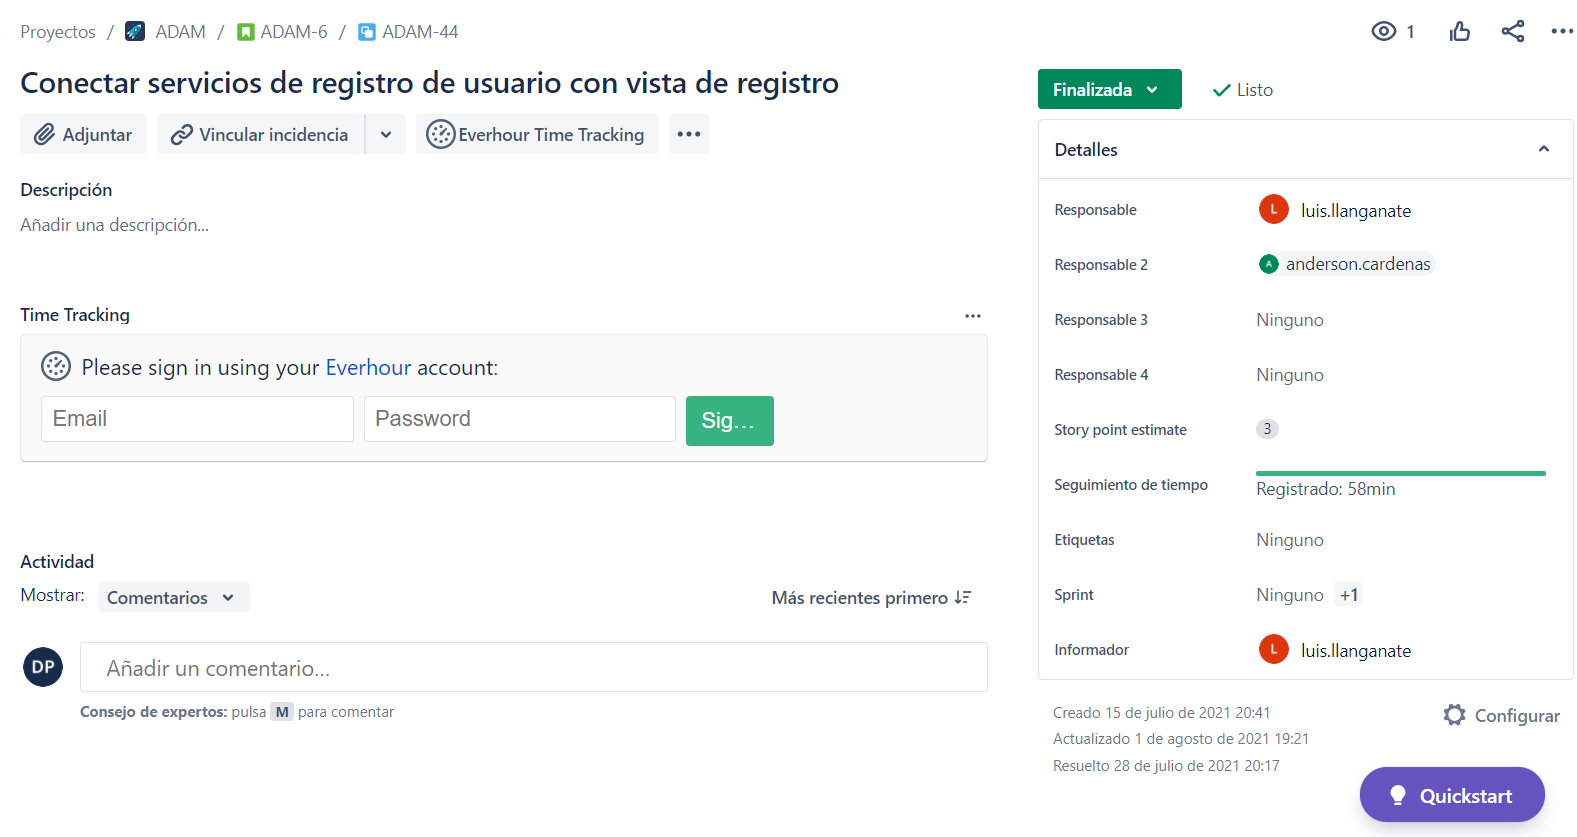 Proyectos / ADAM / ADAM-6 / ADAM-44
1
Conectar servicios de registro de usuario con vista de registro
Adjuntar
Vincular incidencia
Everhour Time Tracking
Descripción
Añadir una descripción...
Time Tracking
Please sign in using your Everhour account:
Email
Password
Sig...
Actividad
Mostrar:
Comentarios
Más recientes primero
DP
Añadir un comentario...
Consejo de expertos: pulsa M para comentar
Finalizada
Listo
Detalles
Responsable
L luis.llanganate
Responsable 2
A anderson.cardenas
Responsable 3
Ninguno
Responsable 4
Ninguno
Story point estimate
3
Seguimiento de tiempo
Registrado: 58min
Etiquetas
Ninguno
Sprint
Ninguno +1
Informador
L luis.llanganate
Creado 15 de julio de 2021 20:41
Actualizado 1 de agosto de 2021 19:21
Resuelto 28 de julio de 2021 20:17
Configurar
Quickstart